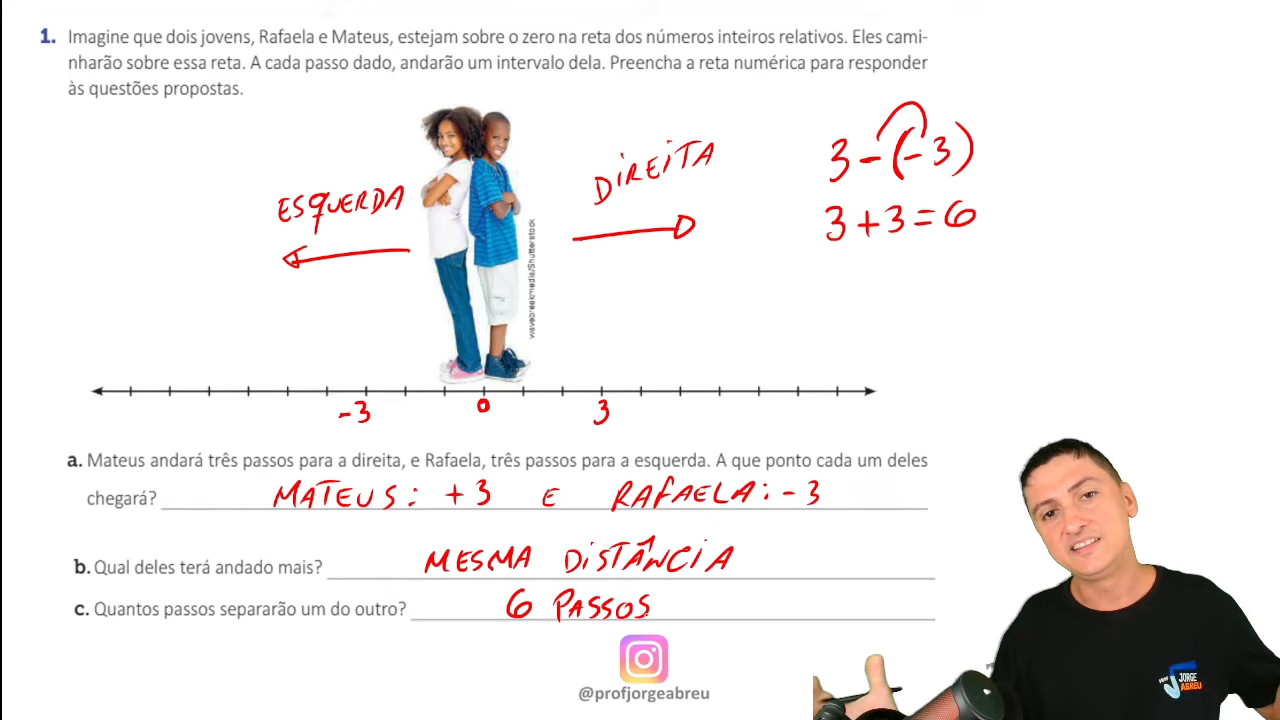 1. Imagine que dois jovens, Rafaela e Mateus, estejam sobre o zero na reta dos números inteiros relativos. Eles cami-
nharão sobre essa reta. A cada passo dado, andarão um intervalo dela. Preencha a reta numérica para responder
às questões propostas.
ESQUERDA
DIREITA
3-(-3)
3+3=6
wavebreakmedia/Shutterstock
-3 0 3
a. Mateus andará três passos para a direita, e Rafaela, três passos para a esquerda. A que ponto cada um deles
chegará? MATEUS: +3 E RAFAELA: -3
b. Qual deles terá andado mais? MESMA DISTÂNCIA
c. Quantos passos separarão um do outro? 6 PASSOS
@profjorgeabreu
PROF JORGE
ABREU